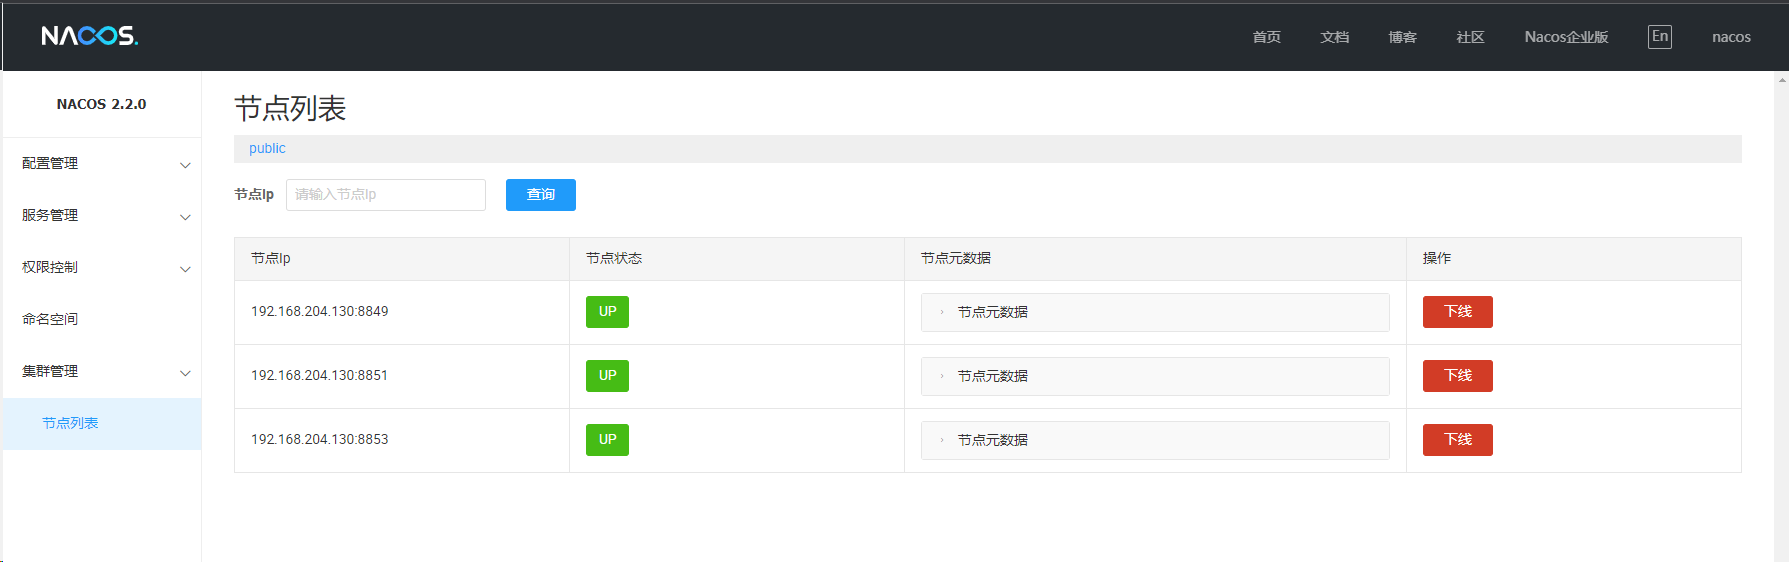 NACOS.
首页 文档 博客 社区 Nacos企业版 En nacos
NACOS 2.2.0
配置管理
服务管理
权限控制
命名空间
集群管理
节点列表
节点列表
public
节点Ip 请输入节点Ip 查询
节点Ip 节点状态 节点元数据 操作
192.168.204.130:8849 UP 节点元数据 下线
192.168.204.130:8851 UP 节点元数据 下线
192.168.204.130:8853 UP 节点元数据 下线